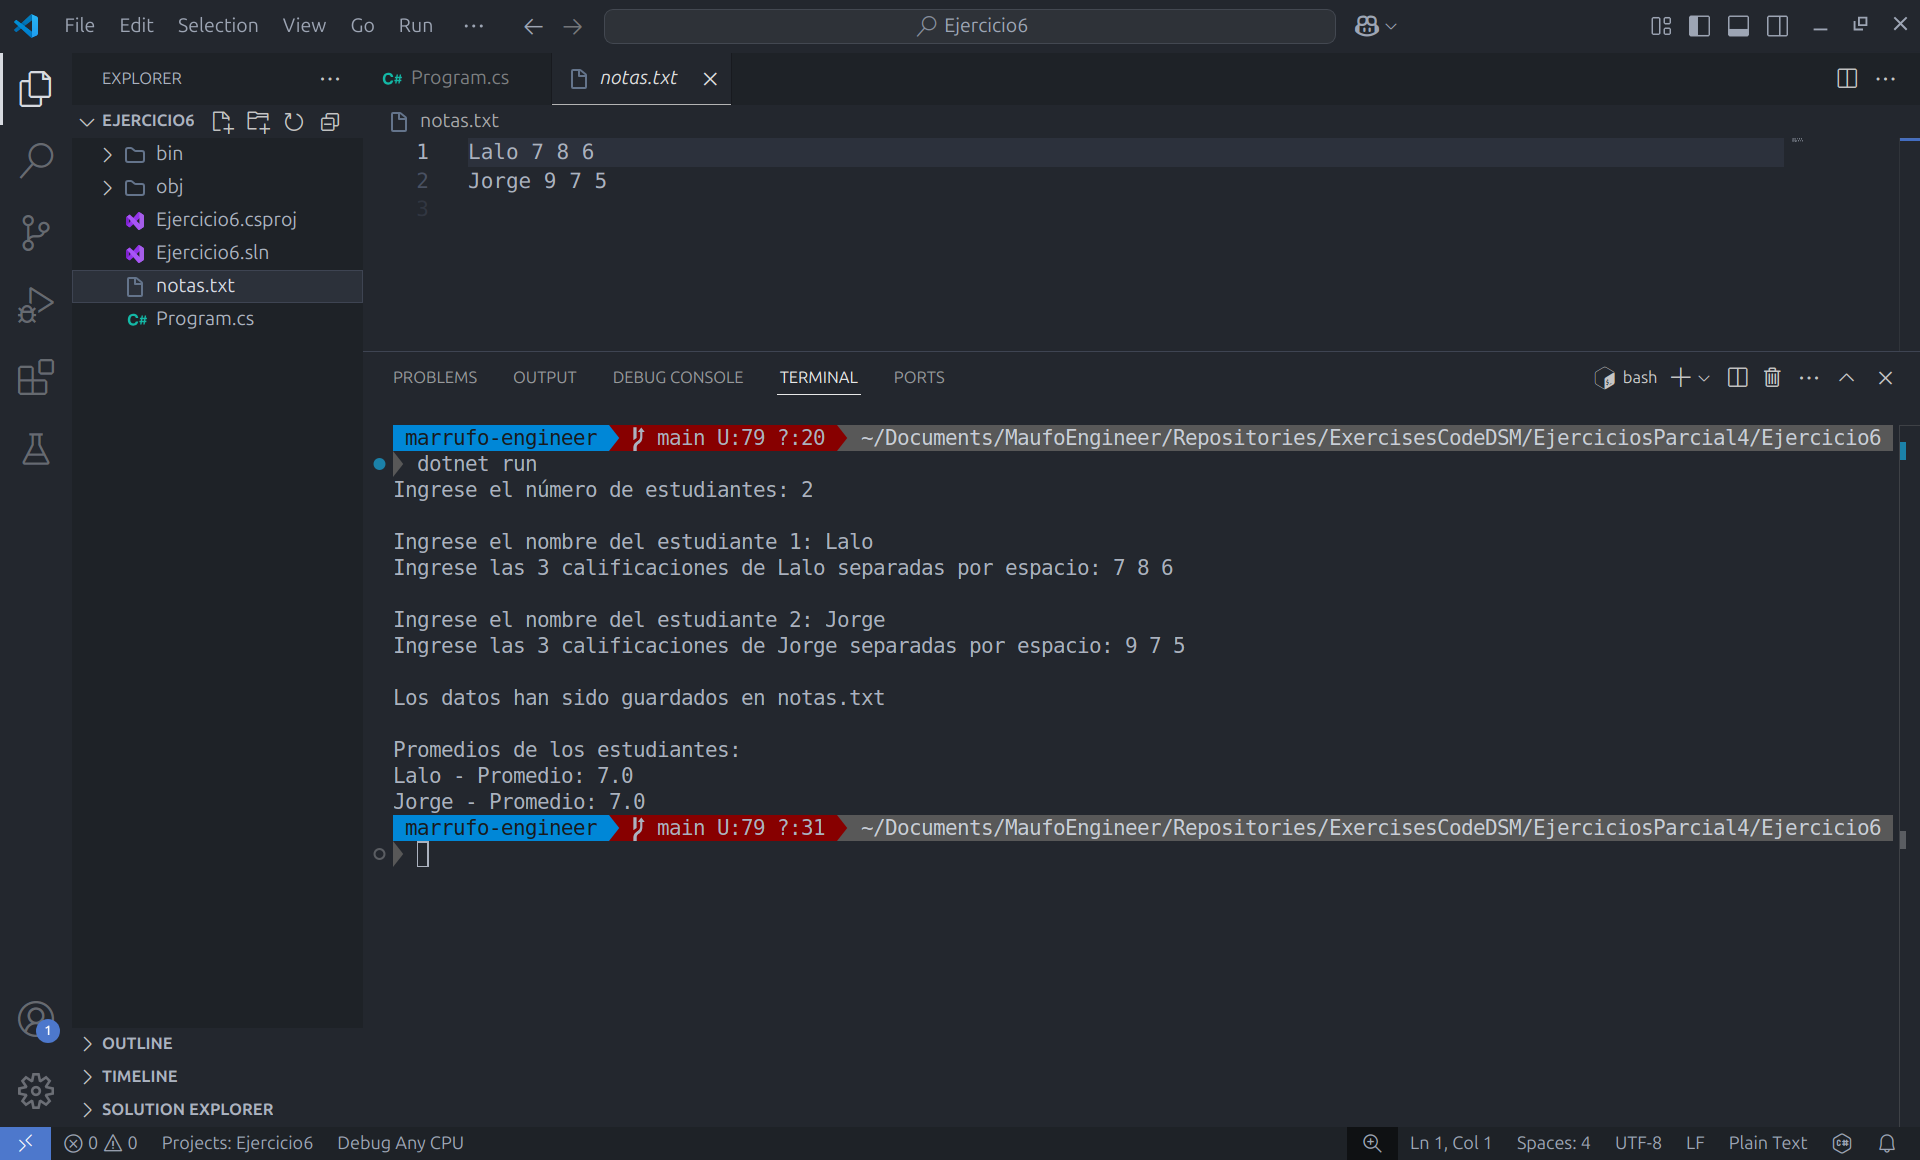 File Edit Selection View Go Run ··· Ejercicio6
EXPLORER ···
EJERCICIO6
bin
obj
Ejercicio6.csproj
Ejercicio6.sln
notas.txt
C# Program.cs
C# Program.cs notas.txt
notas.txt
1 Lalo 7 8 6
2 Jorge 9 7 5
3
PROBLEMS OUTPUT DEBUG CONSOLE TERMINAL PORTS bash
marrufo-engineer main U:79 ?:20 ~/Documents/MaufoEngineer/Repositories/ExercisesCodeDSM/EjerciciosParcial4/Ejercicio6
dotnet run
Ingrese el número de estudiantes: 2
Ingrese el nombre del estudiante 1: Lalo
Ingrese las 3 calificaciones de Lalo separadas por espacio: 7 8 6
Ingrese el nombre del estudiante 2: Jorge
Ingrese las 3 calificaciones de Jorge separadas por espacio: 9 7 5
Los datos han sido guardados en notas.txt
Promedios de los estudiantes:
Lalo - Promedio: 7.0
Jorge - Promedio: 7.0
marrufo-engineer main U:79 ?:31 ~/Documents/MaufoEngineer/Repositories/ExercisesCodeDSM/EjerciciosParcial4/Ejercicio6
1
OUTLINE
TIMELINE
SOLUTION EXPLORER
0 0 Projects: Ejercicio6 Debug Any CPU Ln 1, Col 1 Spaces: 4 UTF-8 LF Plain Text